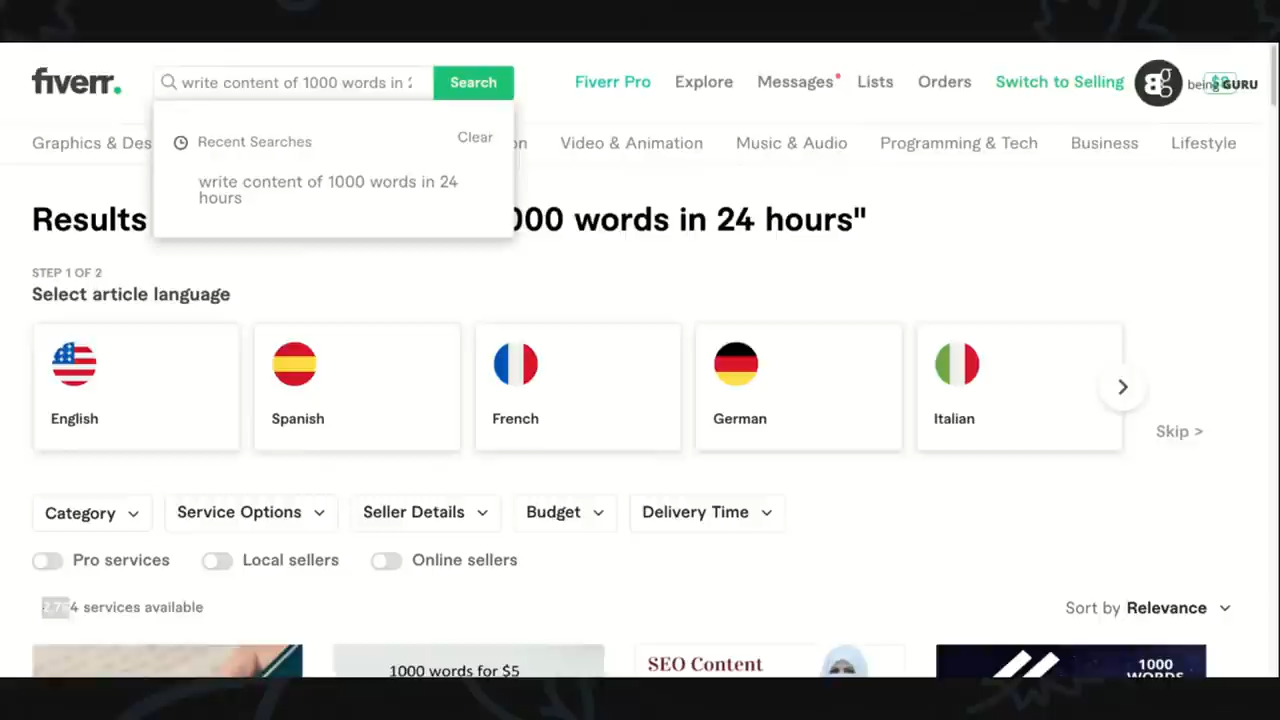 fiverr.
write content of 1000 words in
Search
Fiverr Pro
Explore
Messages
Lists
Orders
Switch to Selling
being GURU
Graphics & Des
Video & Animation
Music & Audio
Programming & Tech
Business
Lifestyle
Recent Searches
Clear
write content of 1000 words in 24
hours
Results
000 words in 24 hours"
STEP 1 OF 2
Select article language
English
Spanish
French
German
Italian
Skip >
Category
Service Options
Seller Details
Budget
Delivery Time
Pro services
Local sellers
Online sellers
4 services available
Sort by Relevance
1000 words for $5
SEO Content
1000
WORDS